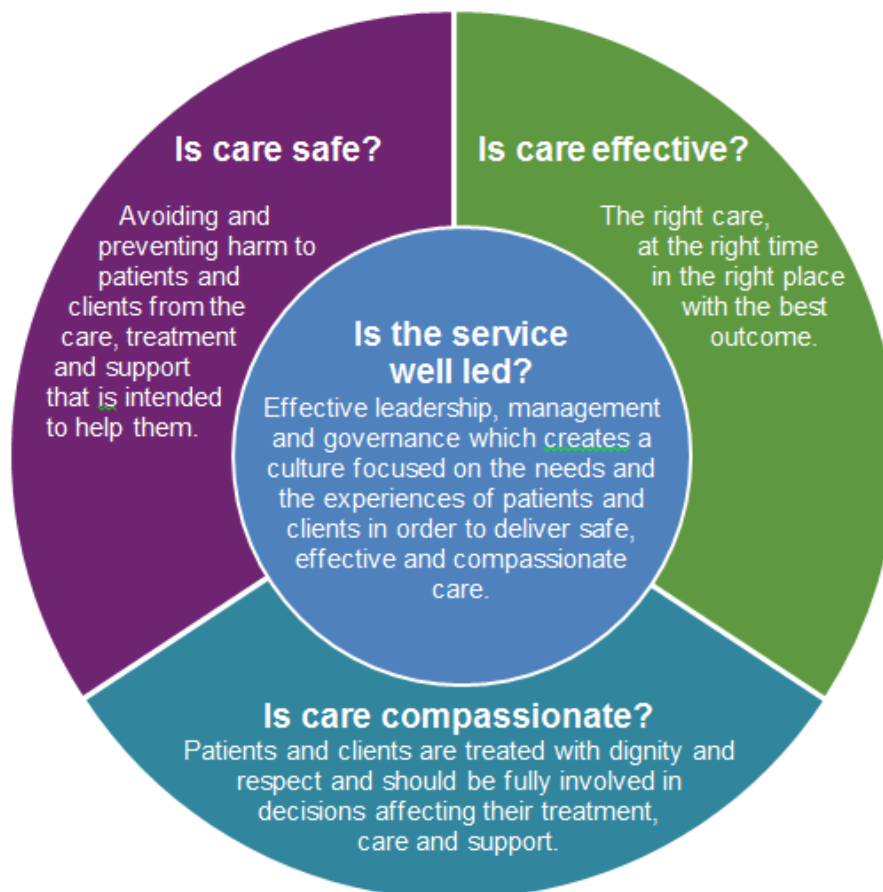 Is care safe?
Avoiding and
preventing harm to
patients and
clients from the
care, treatment
and support
that is intended
to help them.
Is care effective?
The right care,
at the right time
in the right place
with the best
outcome.
Is the service
well led?
Effective leadership, management
and governance which creates a
culture focused on the needs and
the experiences of patients and
clients in order to deliver safe,
effective and compassionate
care.
Is care compassionate?
Patients and clients are treated with dignity and
respect and should be fully involved in
decisions affecting their treatment,
care and support.